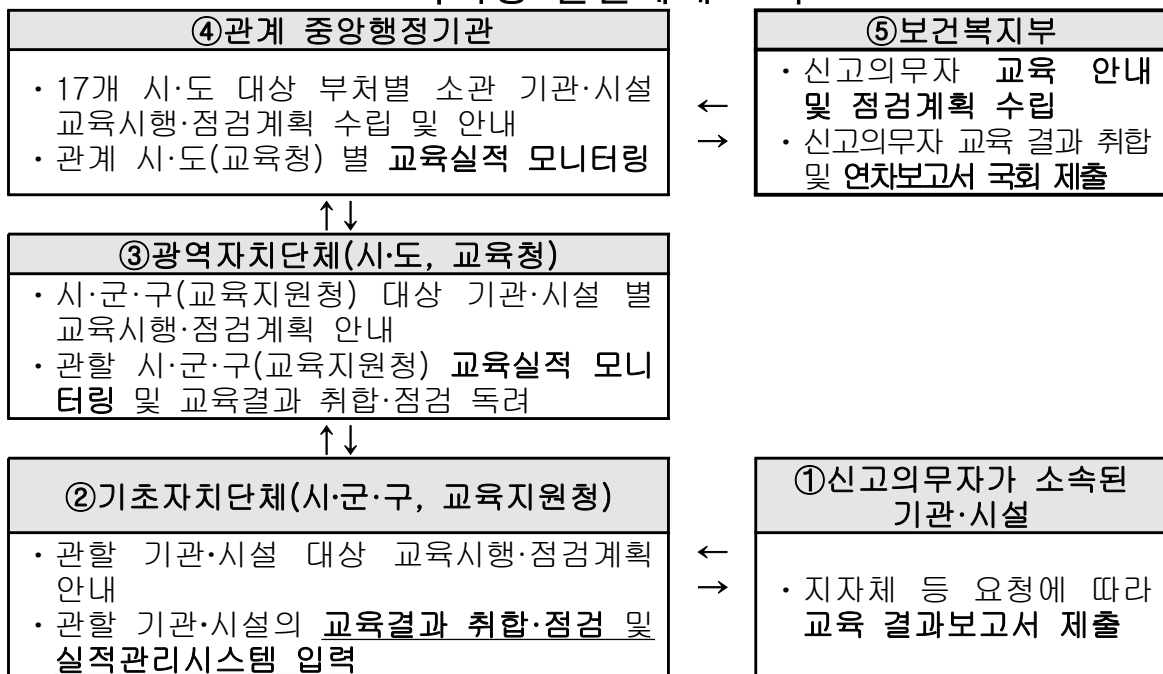 ④관계 중앙행정기관
· 17개 시·도 대상 부처별 소관 기관·시설
교육시행·점검계획 수립 및 안내
· 관계 시·도(교육청) 별 교육실적 모니터링
←
→
⑤보건복지부
· 신고의무자 교육 안내
및 점검계획 수립
· 신고의무자 교육 결과 취합
및 연차보고서 국회 제출
↑↓
③광역자치단체(시·도, 교육청)
· 시·군·구(교육지원청) 대상 기관·시설 별
교육시행·점검계획 안내
· 관할 시·군·구(교육지원청) 교육실적 모니
터링 및 교육결과 취합·점검 독려
↑↓
②기초자치단체(시·군·구, 교육지원청)
· 관할 기관·시설 대상 교육시행·점검계획
안내
· 관할 기관·시설의 교육결과 취합·점검 및
실적관리시스템 입력
←
→
①신고의무자가 소속된
기관·시설
· 지자체 등 요청에 따라
교육 결과보고서 제출